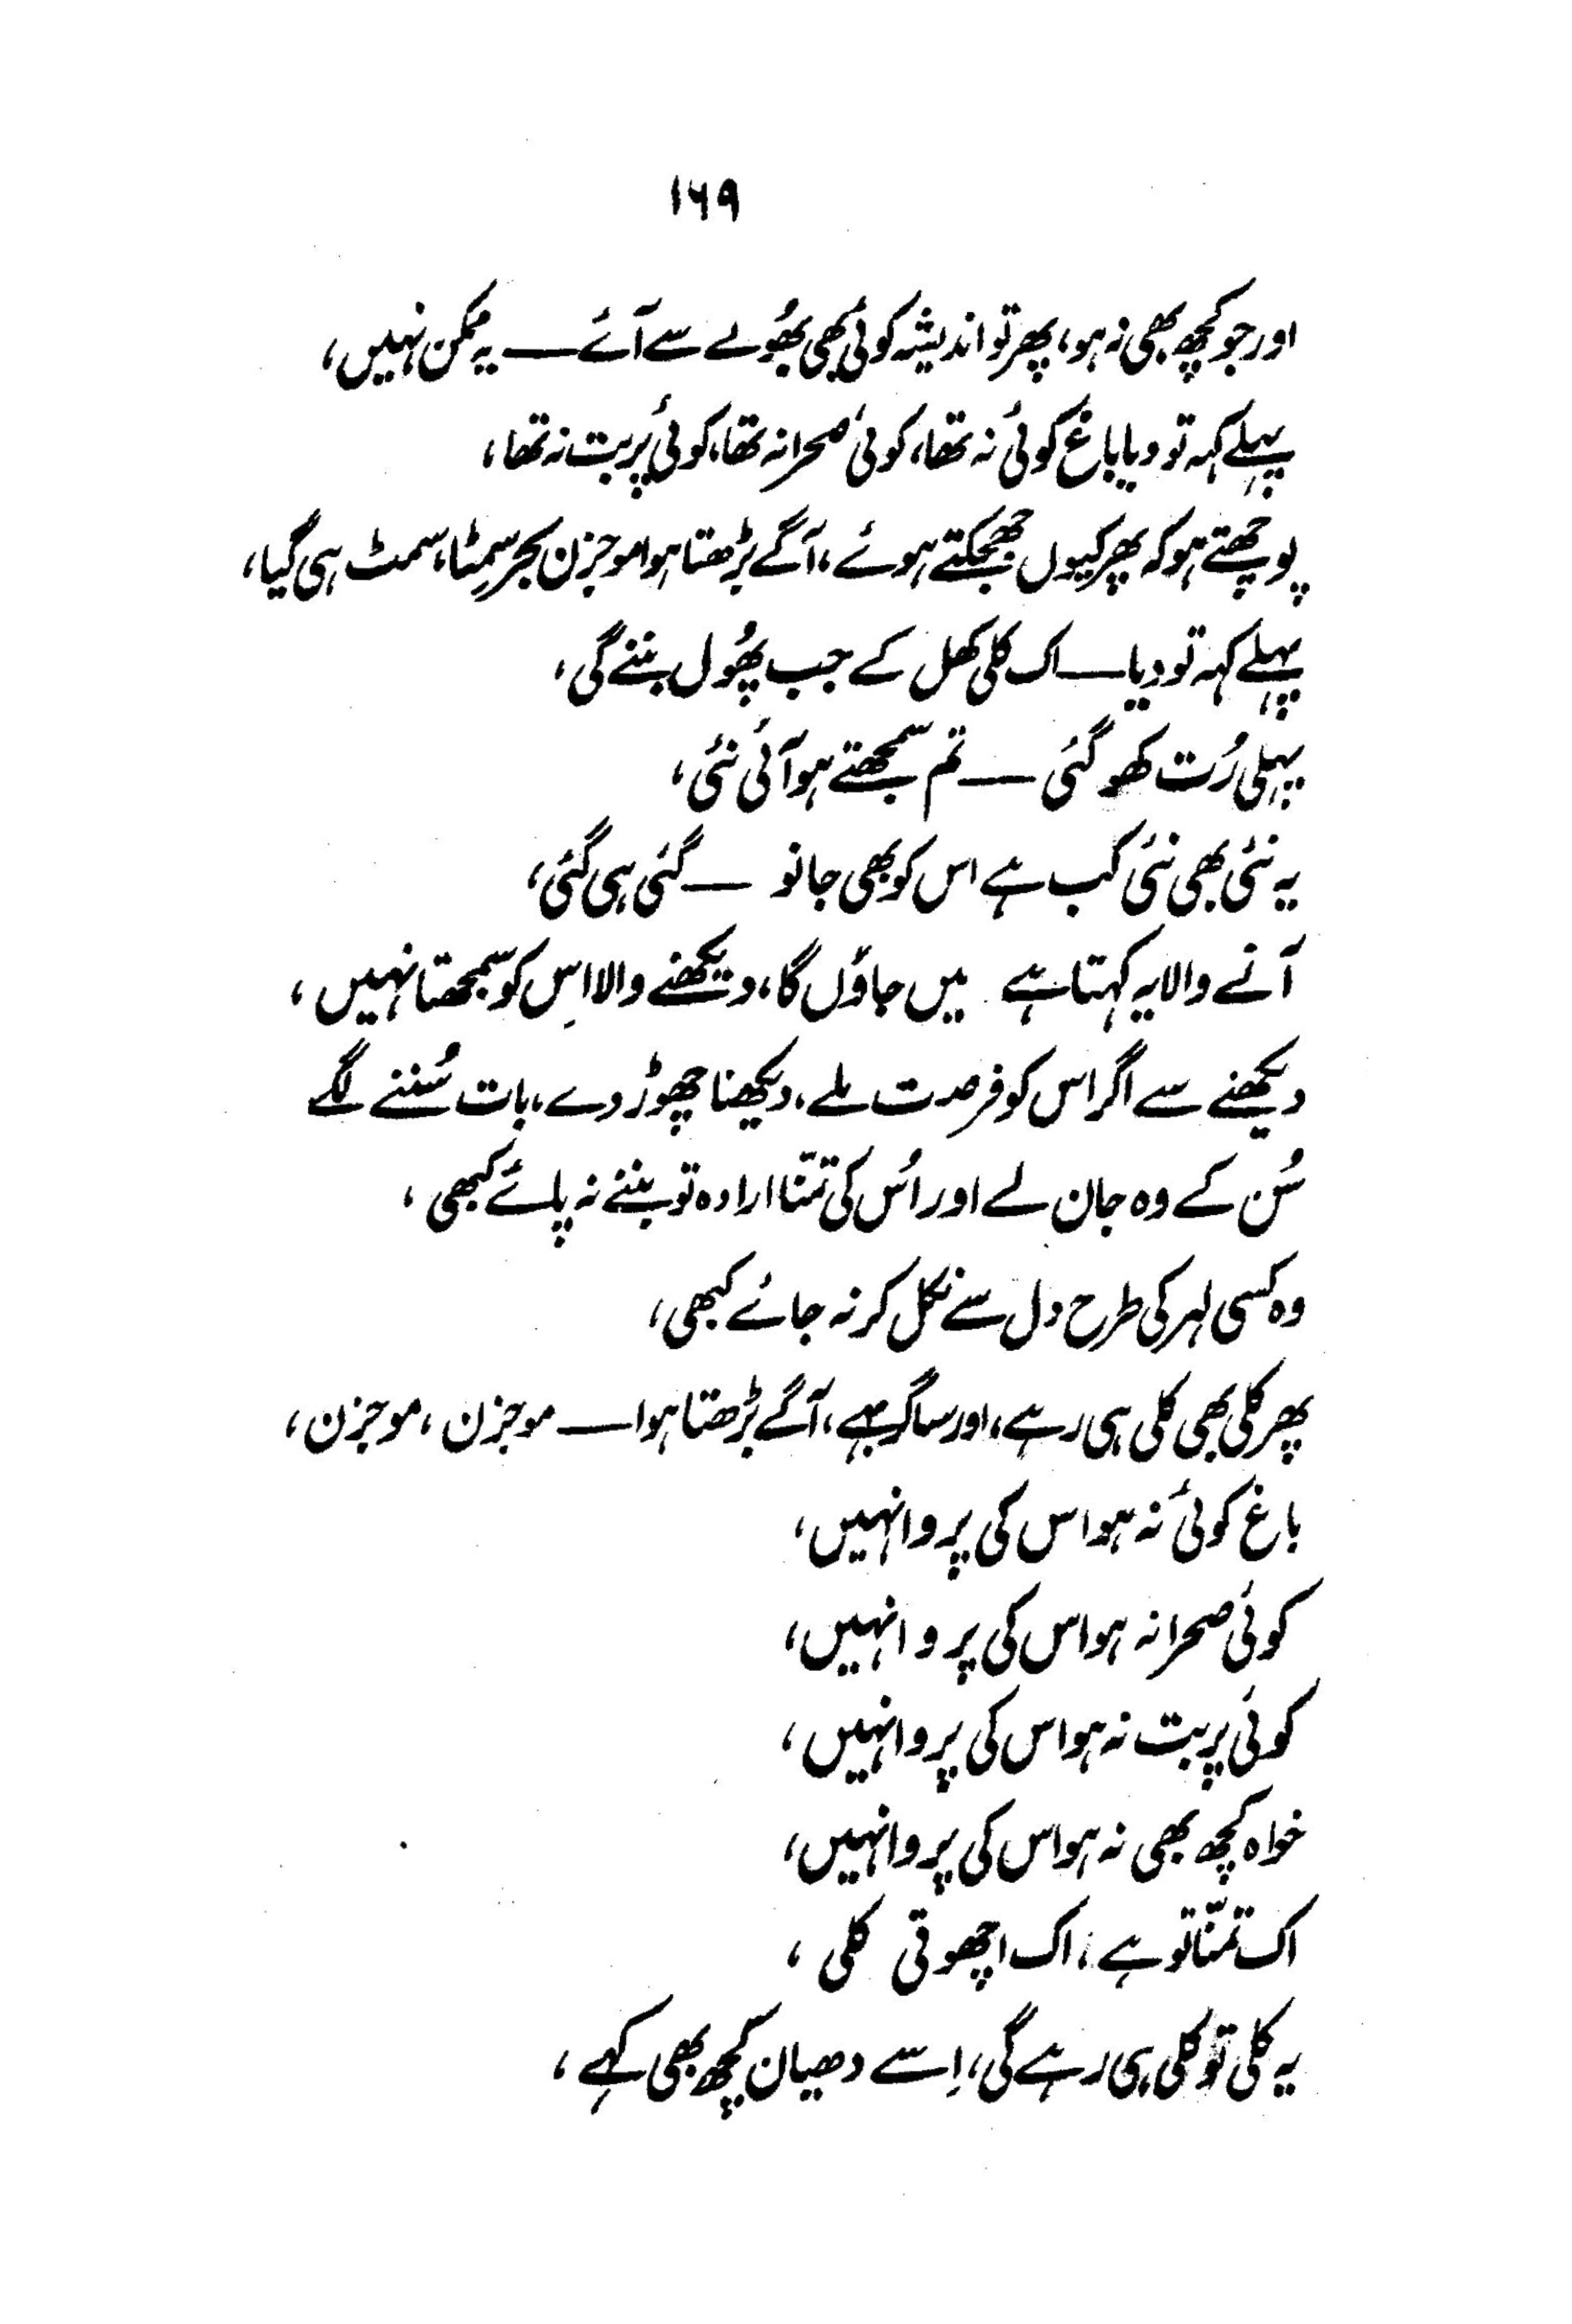 ۱۶۹
اور جو کچھ بھی نہ ہو، پھر تو اندیشہ کوئی بھی بھُولے سے آئے — یہ ممکن نہیں،
پہلے کہہ تو دیا باغ کوئی نہ تھا، کوئی صحرا نہ تھا، کوئی پربت نہ تھا،
پوچھتے ہو کہ پھر کیوں جھجکتے ہوئے، آگے بڑھتا ہوا موجزن بحر سِمٹا، سمٹ ہی گیا،
پہلے کہہ تو دیا — اک کلی کھل کے جب پھُول بننے لگی،
پہلی رُت کھو گئی — تم سمجھتے ہو آئی نئی،
یہ نئی بھی نئی کب ہے اس کو بھی جانو — گئی ہی گئی،
آنے والا یہ کہتا ہے میں جاؤں گا، دیکھنے والا اِس کو سمجھتا نہیں،
دیکھنے سے اگر اس کو فرصت ملے، دیکھنا چھوڑ دے، بات سُننے لگے
سُن کے وہ جان لے اور اُس کی تمنّا ارادہ تو بننے نہ پائے کبھی،
وہ کسی لہر کی طرح دل سے نکل کر نہ جائے کبھی،
پھر کلی بھی کلی ہی رہے، اور ساگر بہے، آگے بڑھتا ہوا — موجزن، موجزن،
باغ کوئی نہ ہو اس کی پروا نہیں،
کوئی صحرا نہ ہو اس کی پروا نہیں،
کوئی پربت نہ ہو اس کی پروا نہیں،
خواہ کچھ بھی نہ ہو اس کی پروا نہیں،
اک تمنّا تو ہے، اک اچھوتی کلی،
یہ کلی تو کلی ہی رہے گی، اِسے دھیان کچھ بھی کہے،